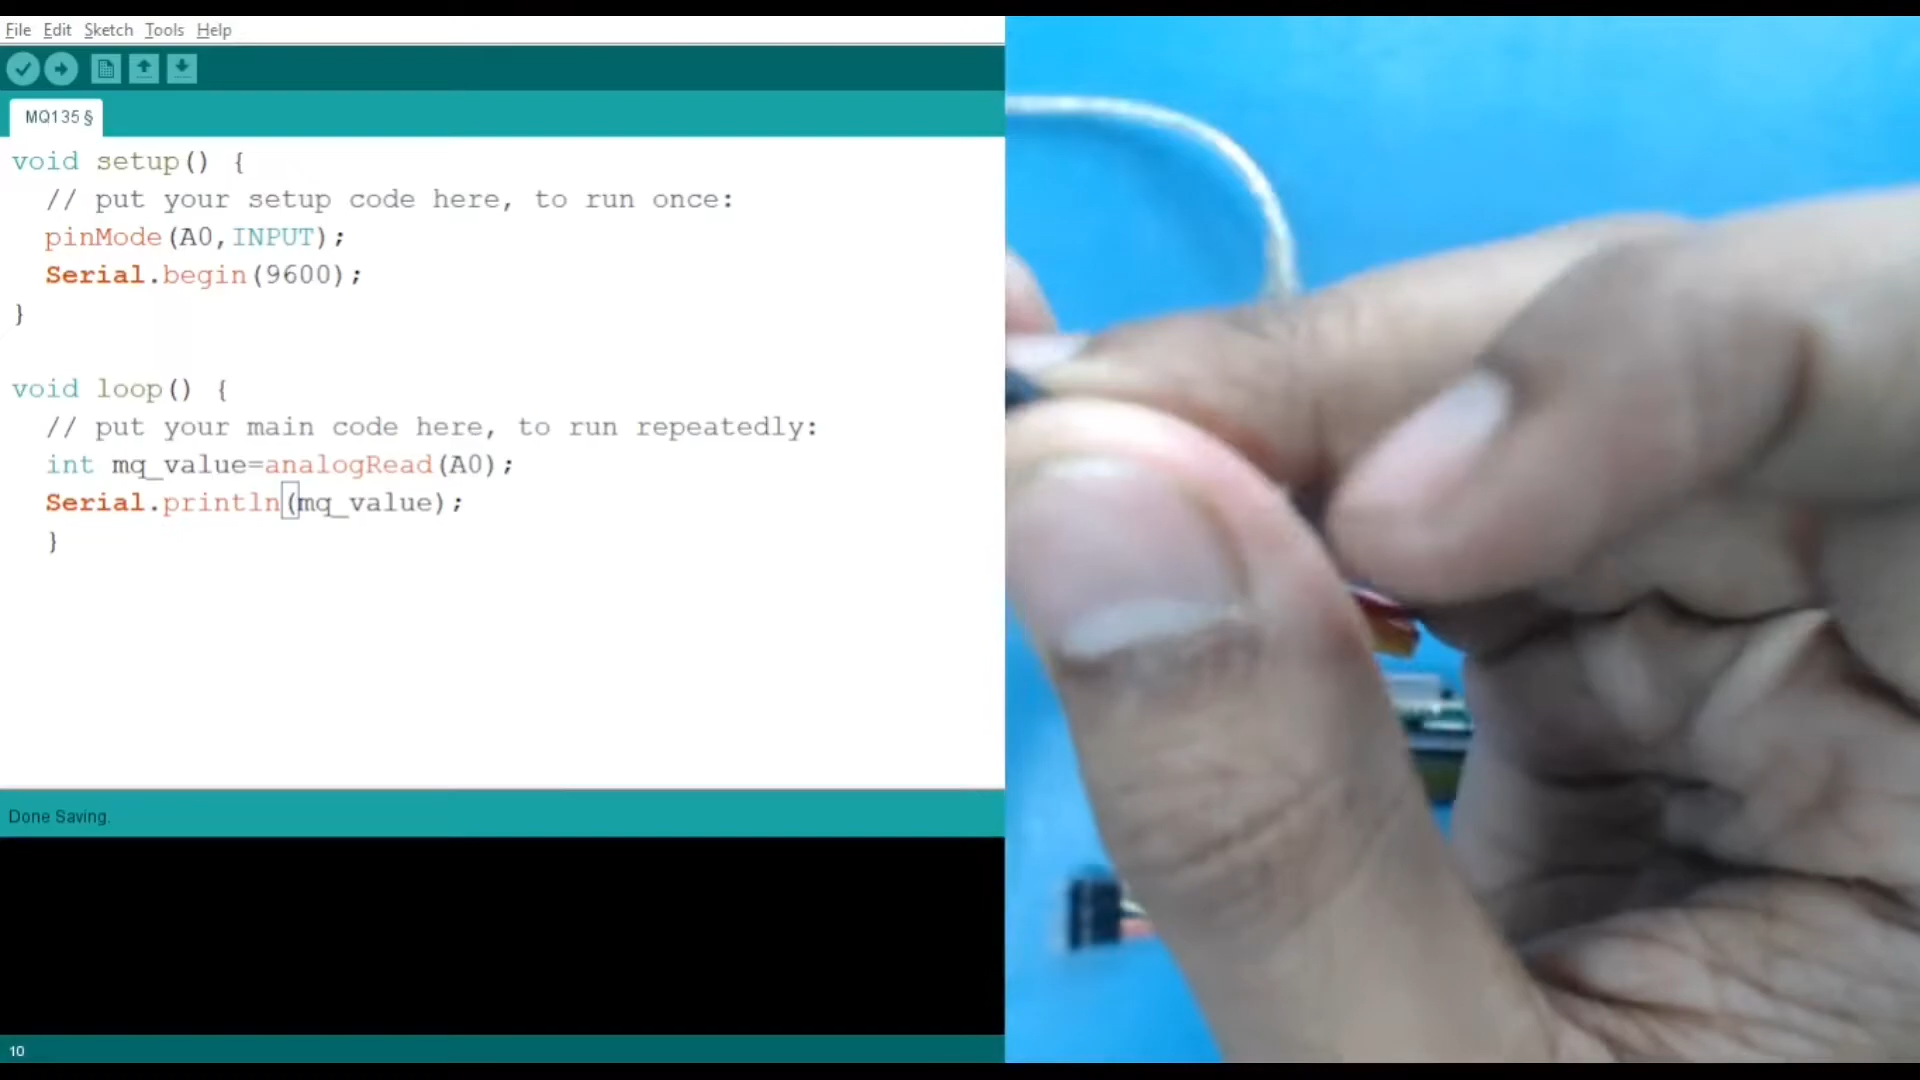 File Edit Sketch Tools Help
MQ135 §
void setup() {
// put your setup code here, to run once:
pinMode(A0,INPUT);
Serial.begin(9600);
}
void loop() {
// put your main code here, to run repeatedly:
int mq_value=analogRead(A0);
Serial.println(mq_value);
}
Done Saving.
10